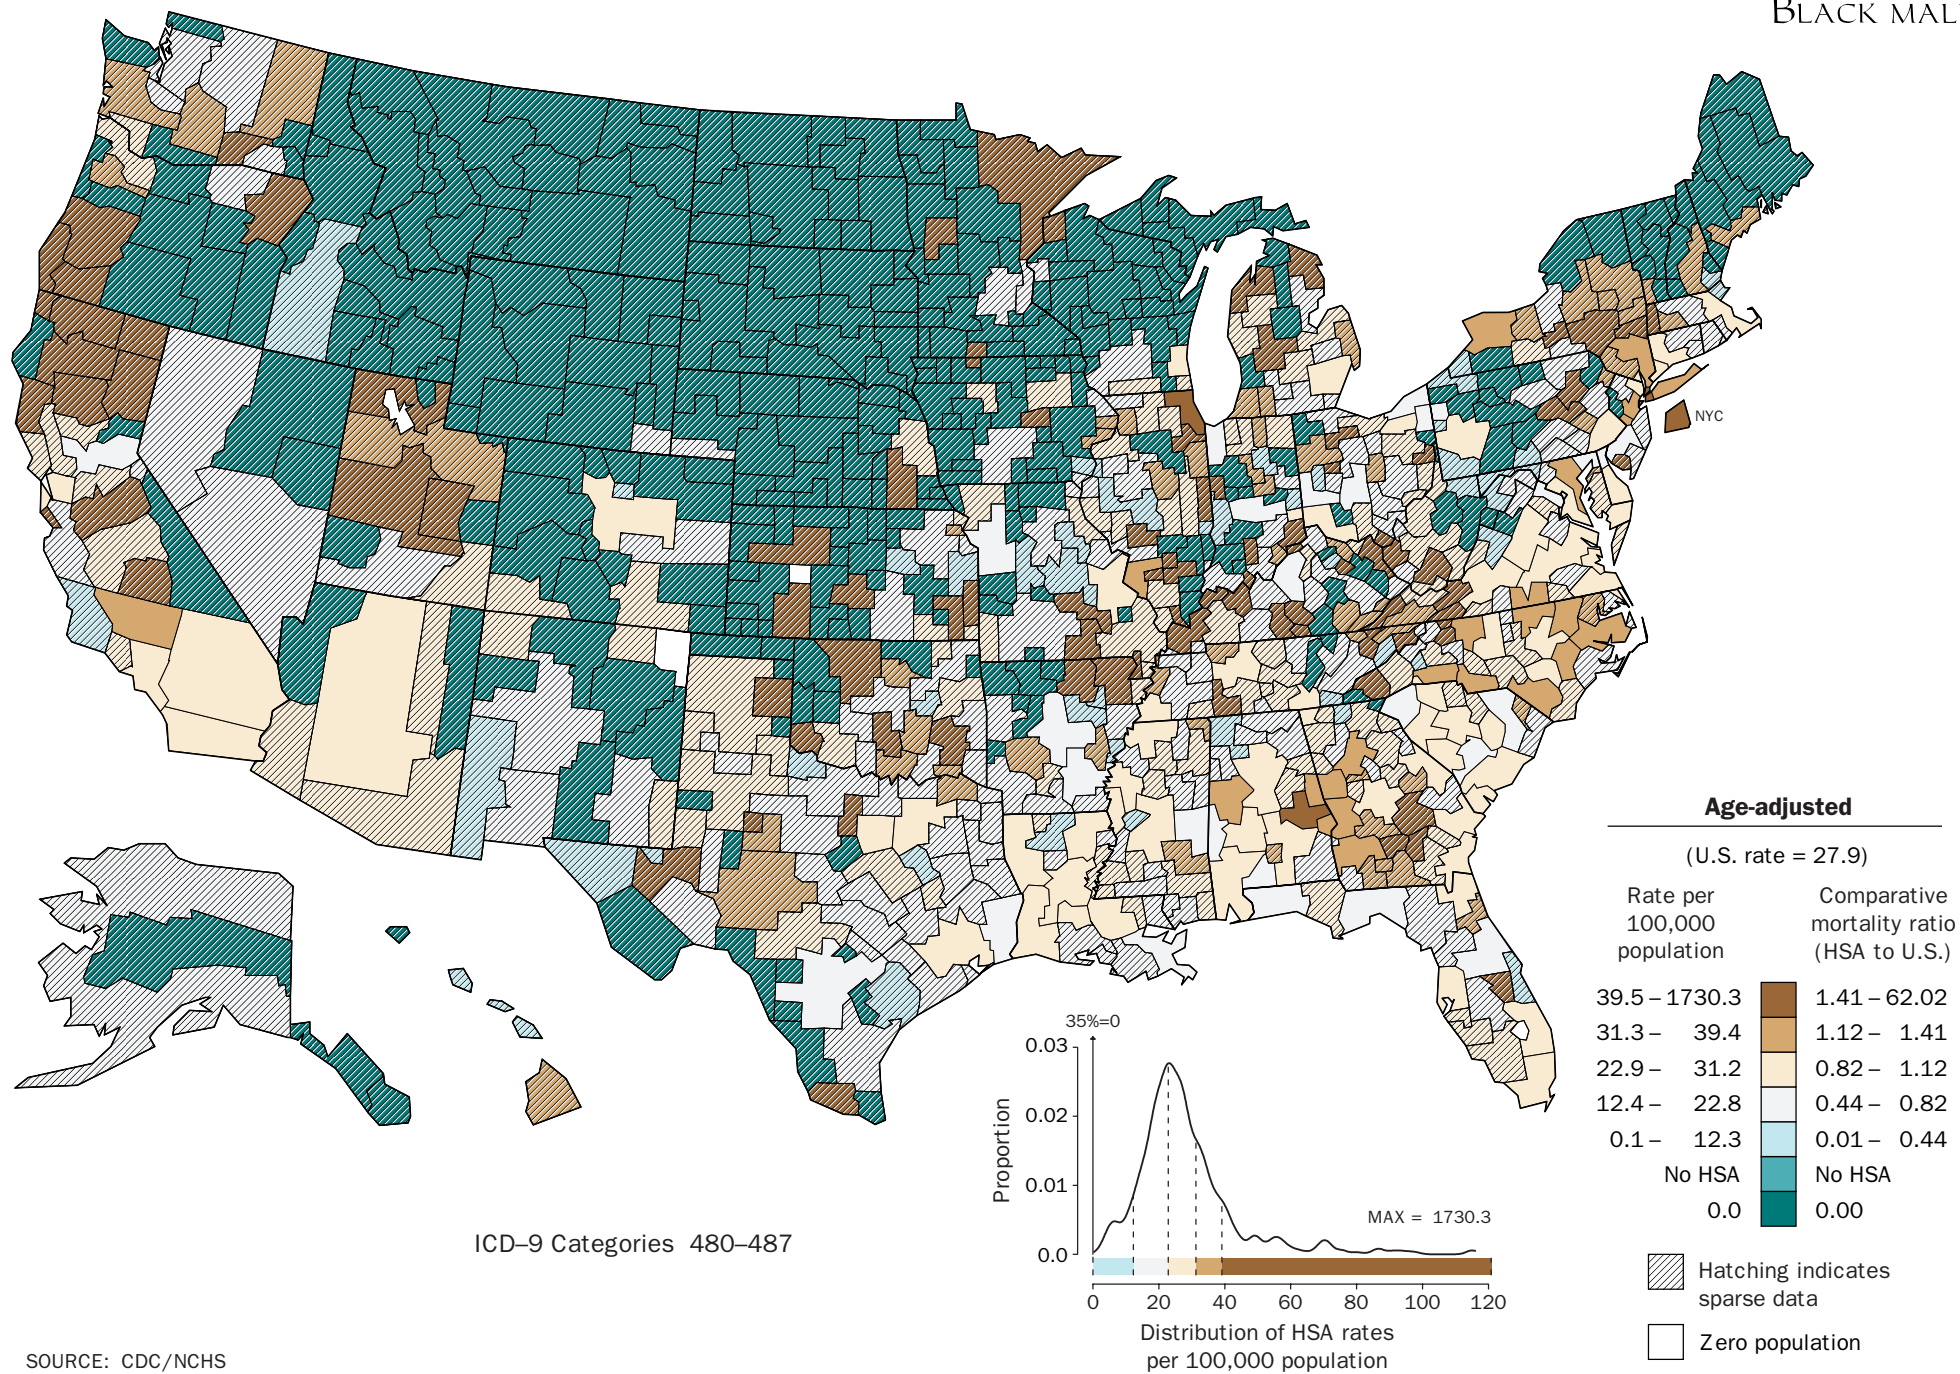 BLACK MAL
NYC
Age-adjusted
(U.S. rate = 27.9)
Rate per
100,000
population
Comparative
mortality ratio
(HSA to U.S.)
39.5 – 1730.3 1.41 – 62.02
31.3 – 39.4 1.12 – 1.41
22.9 – 31.2 0.82 – 1.12
12.4 – 22.8 0.44 – 0.82
0.1 – 12.3 0.01 – 0.44
No HSA No HSA
0.0 0.00
Hatching indicates
sparse data
Zero population
35%=0
0.03
0.02
0.01
0.0
Proportion
MAX = 1730.3
0 20 40 60 80 100 120
Distribution of HSA rates
per 100,000 population
ICD–9 Categories 480–487
SOURCE: CDC/NCHS